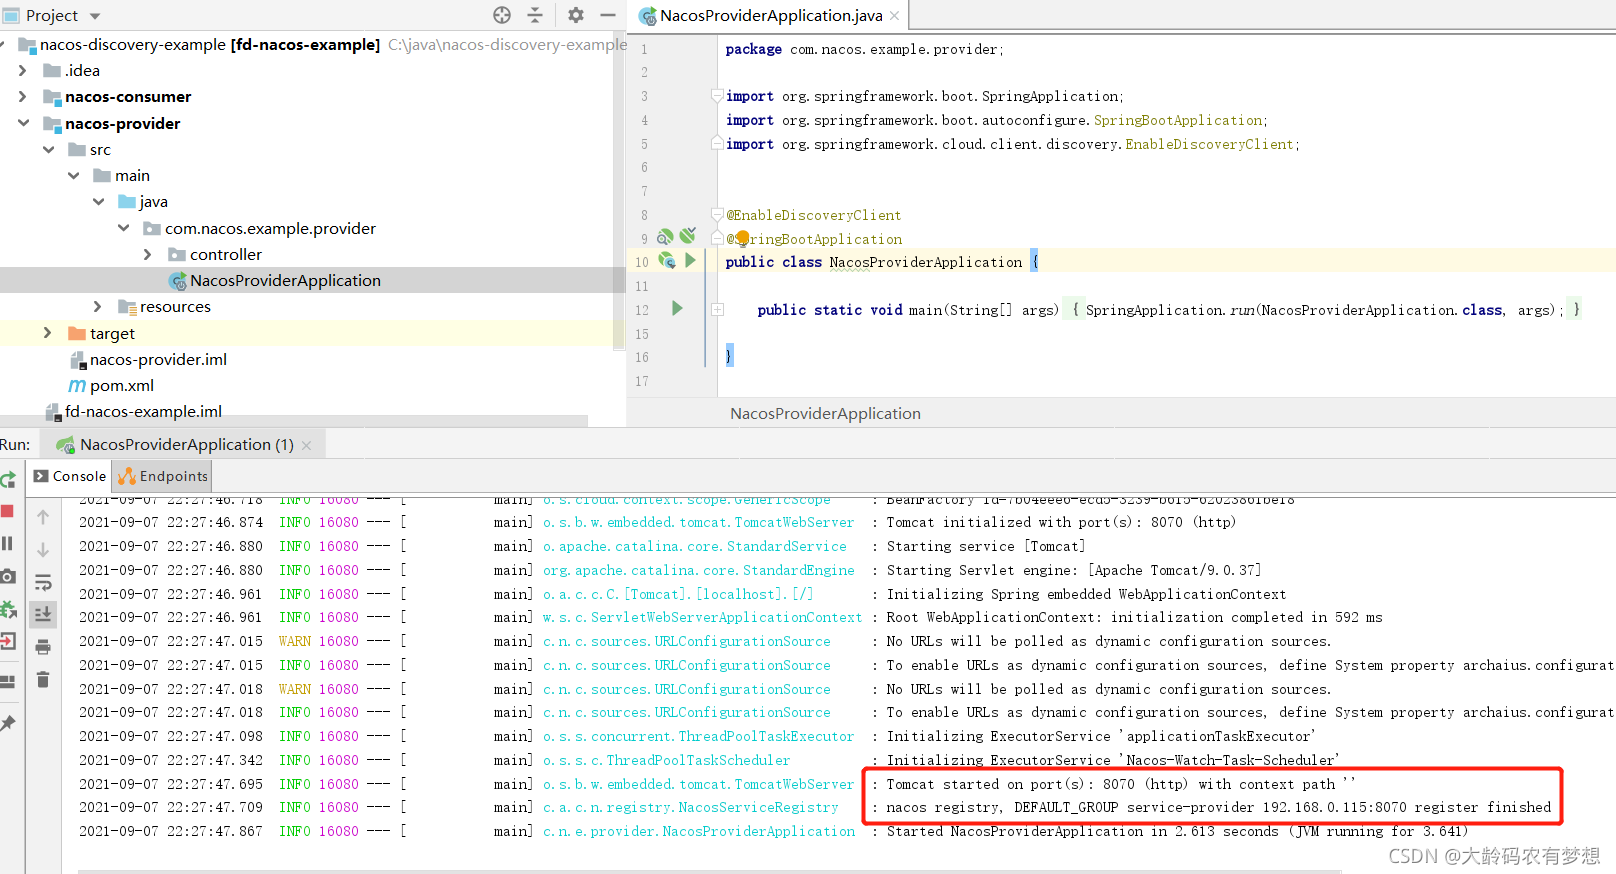 Project
nacos-discovery-example [fd-nacos-example] C:\java\nacos-discovery-example
.idea
nacos-consumer
nacos-provider
src
main
java
com.nacos.example.provider
controller
NacosProviderApplication
resources
target
nacos-provider.iml
pom.xml
fd-nacos-example.iml
NacosProviderApplication.java
1 package com.nacos.example.provider;
2
3 import org.springframework.boot.SpringApplication;
4 import org.springframework.boot.autoconfigure.SpringBootApplication;
5 import org.springframework.cloud.client.discovery.EnableDiscoveryClient;
6
7
8 @EnableDiscoveryClient
9 @SpringBootApplication
10 public class NacosProviderApplication {
11
12 public static void main(String[] args) { SpringApplication.run(NacosProviderApplication.class, args); }
15
16 }
17
NacosProviderApplication
Run: NacosProviderApplication (1)
Console Endpoints
2021-09-07 22:27:46.718 INFO 16080 --- [ main] o.s.cloud.context.scope.GenericScope : BeanFactory
2021-09-07 22:27:46.874 INFO 16080 --- [ main] o.s.b.w.embedded.tomcat.TomcatWebServer : Tomcat initialized with port(s): 8070 (http)
2021-09-07 22:27:46.880 INFO 16080 --- [ main] o.apache.catalina.core.StandardService : Starting service [Tomcat]
2021-09-07 22:27:46.880 INFO 16080 --- [ main] org.apache.catalina.core.StandardEngine : Starting Servlet engine: [Apache Tomcat/9.0.37]
2021-09-07 22:27:46.961 INFO 16080 --- [ main] o.a.c.c.C.[Tomcat].[localhost].[/] : Initializing Spring embedded WebApplicationContext
2021-09-07 22:27:46.961 INFO 16080 --- [ main] w.s.c.ServletWebServerApplicationContext : Root WebApplicationContext: initialization completed in 592 ms
2021-09-07 22:27:47.015 WARN 16080 --- [ main] c.n.c.sources.URLConfigurationSource : No URLs will be polled as dynamic configuration sources.
2021-09-07 22:27:47.015 INFO 16080 --- [ main] c.n.c.sources.URLConfigurationSource : To enable URLs as dynamic configuration sources, define System property archaius.configurat
2021-09-07 22:27:47.018 WARN 16080 --- [ main] c.n.c.sources.URLConfigurationSource : No URLs will be polled as dynamic configuration sources.
2021-09-07 22:27:47.018 INFO 16080 --- [ main] c.n.c.sources.URLConfigurationSource : To enable URLs as dynamic configuration sources, define System property archaius.configurat
2021-09-07 22:27:47.098 INFO 16080 --- [ main] o.s.s.concurrent.ThreadPoolTaskExecutor : Initializing ExecutorService 'applicationTaskExecutor'
2021-09-07 22:27:47.342 INFO 16080 --- [ main] o.s.s.c.ThreadPoolTaskScheduler : Initializing ExecutorService 'Nacos-Watch-Task-Scheduler'
2021-09-07 22:27:47.695 INFO 16080 --- [ main] o.s.b.w.embedded.tomcat.TomcatWebServer : Tomcat started on port(s): 8070 (http) with context path ''
2021-09-07 22:27:47.709 INFO 16080 --- [ main] c.a.c.n.registry.NacosServiceRegistry : nacos registry, DEFAULT_GROUP service-provider 192.168.0.115:8070 register finished
2021-09-07 22:27:47.867 INFO 16080 --- [ main] c.n.e.provider.NacosProviderApplication : Started NacosProviderApplication in 2.613 seconds (JVM running for 3.641)
CSDN @大龄码农有梦想